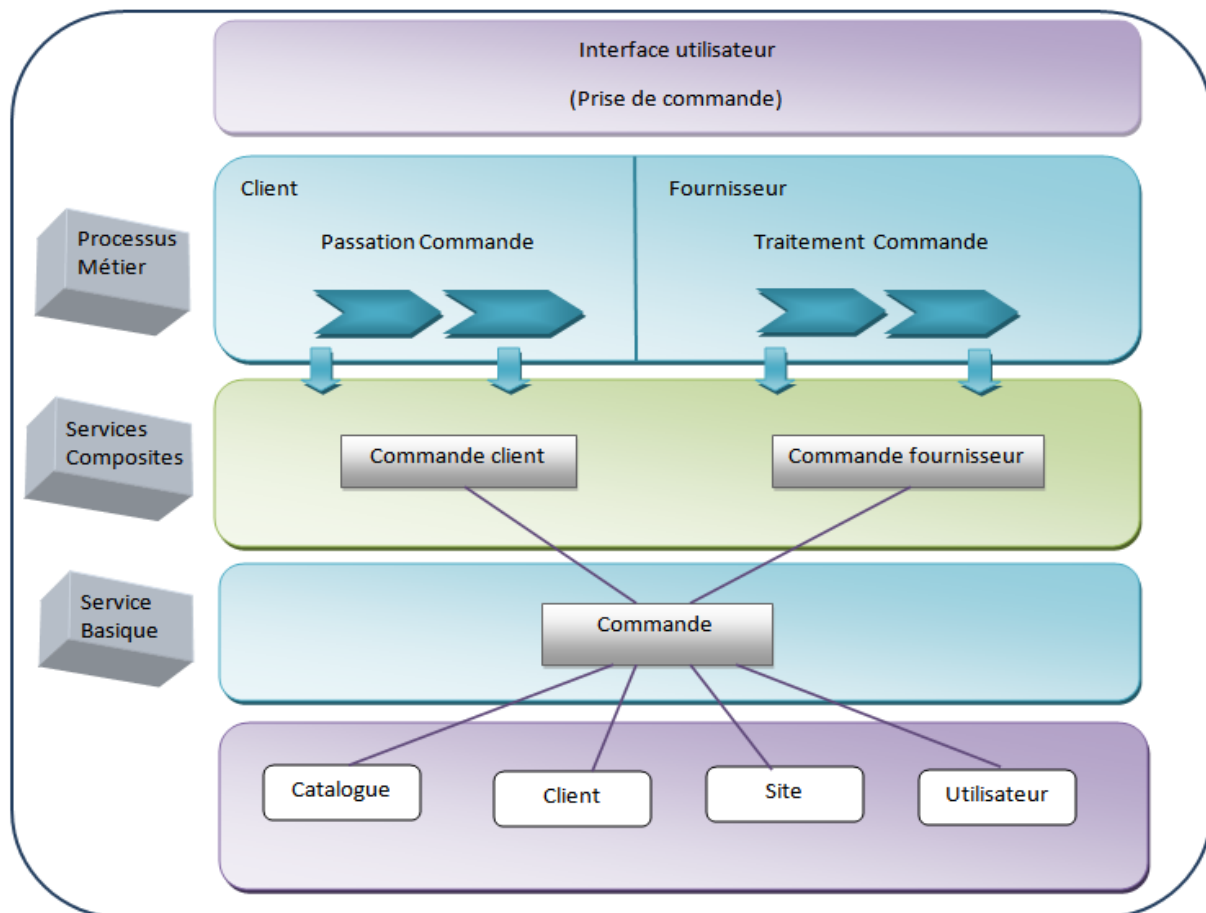 Interface utilisateur
(Prise de commande)
Processus
Métier
Client
Fournisseur
Passation Commande
Traitement Commande
Services
Composites
Commande client
Commande fournisseur
Service
Basique
Commande
Catalogue
Client
Site
Utilisateur